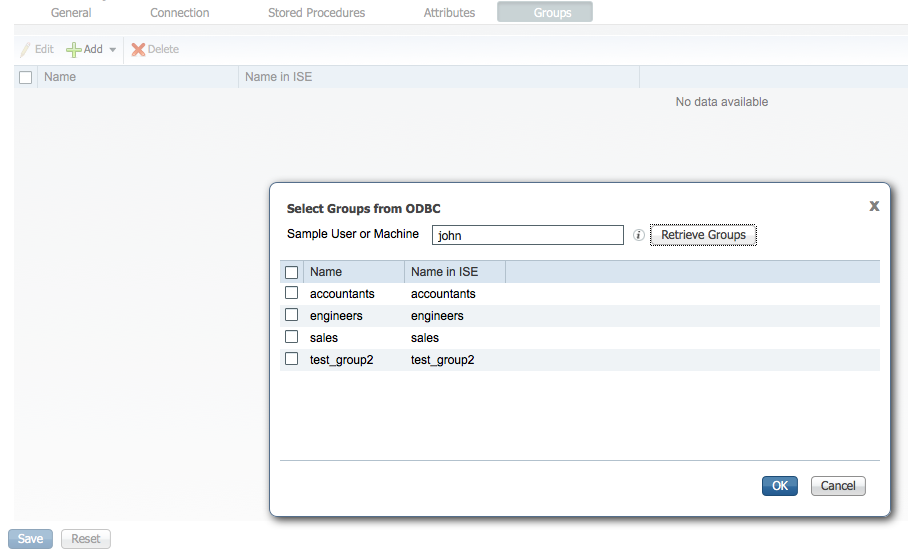 General Connection Stored Procedures Attributes Groups
Edit Add Delete
Name Name in ISE
No data available
Select Groups from ODBC
X
Sample User or Machine john i Retrieve Groups
Name Name in ISE
accountants accountants
engineers engineers
sales sales
test_group2 test_group2
OK Cancel
Save Reset